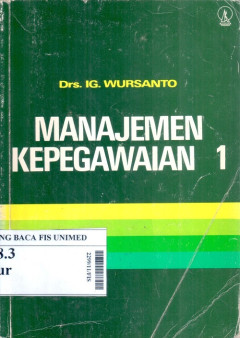 Drs. IG. WURSANTO
MANAJEMEN
KEPEGAWAIAN 1
NG BACA FIS UNIMED
8.3
ur